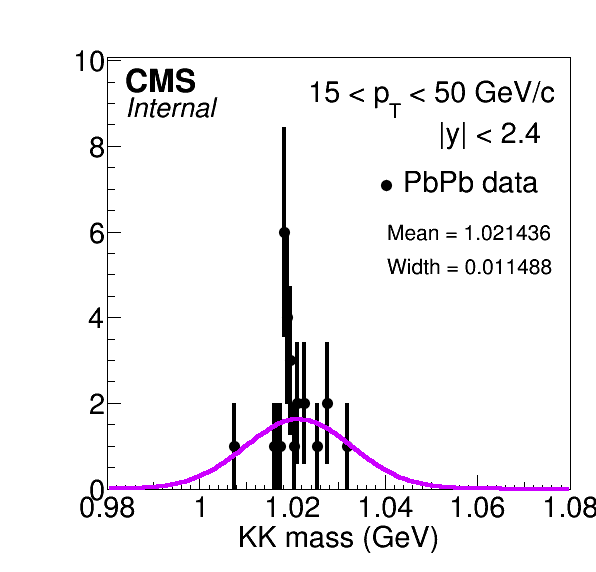 CMS
Internal
15 < p_T < 50 GeV/c
|y| < 2.4
PbPb data
Mean = 1.021436
Width = 0.011488
10
8
6
4
2
0
0.98 1 1.02 1.04 1.06 1.08
KK mass (GeV)